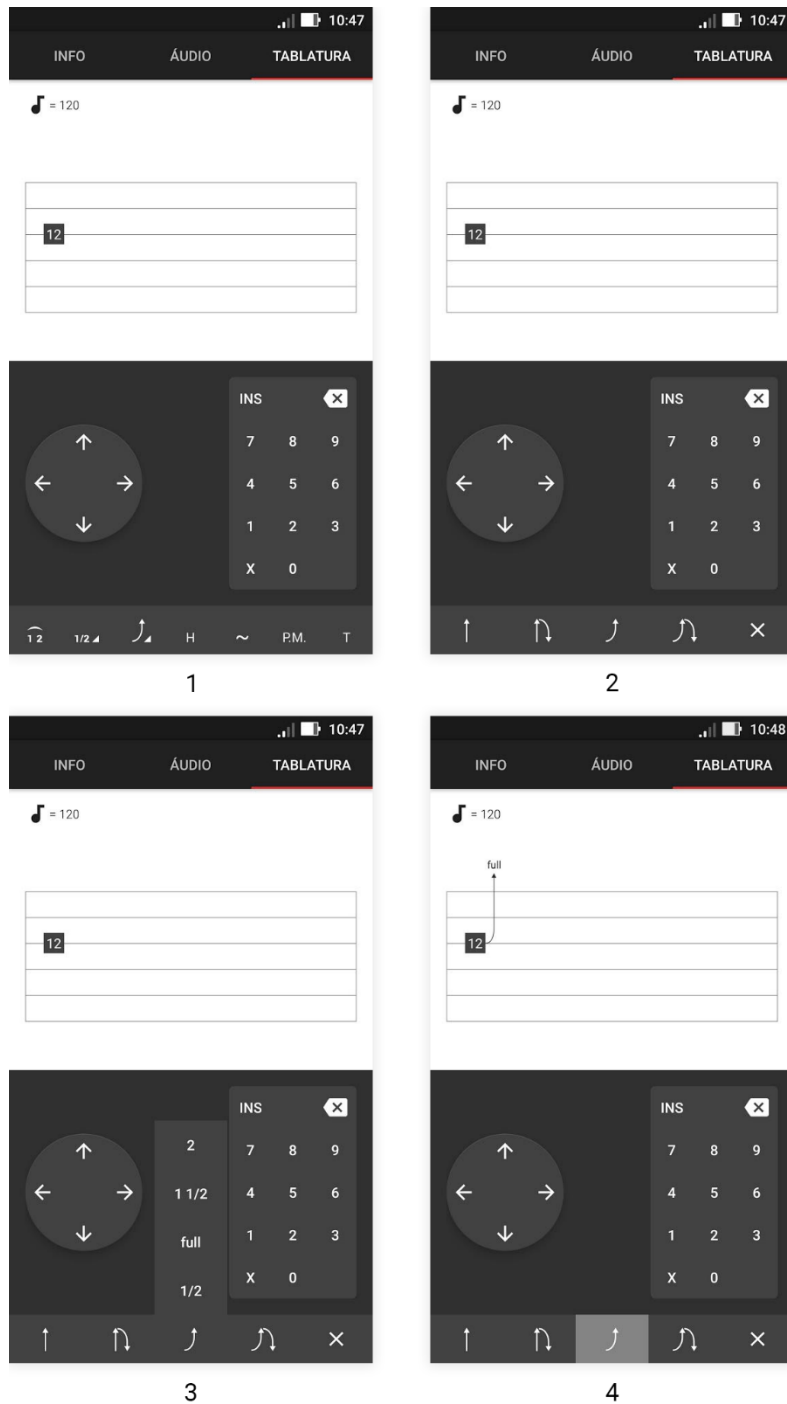 10:47
INFO ÁUDIO TABLATURA
= 120
12
INS
7 8 9
4 5 6
1 2 3
X 0
1 2 1/2 H ~ P.M. T
1
10:47
INFO ÁUDIO TABLATURA
= 120
12
INS
7 8 9
4 5 6
1 2 3
X 0
2
10:47
INFO ÁUDIO TABLATURA
= 120
12
INS
2 7 8 9
1 1/2 4 5 6
full 1 2 3
1/2 X 0
3
10:48
INFO ÁUDIO TABLATURA
= 120
full
12
INS
7 8 9
4 5 6
1 2 3
X 0
4